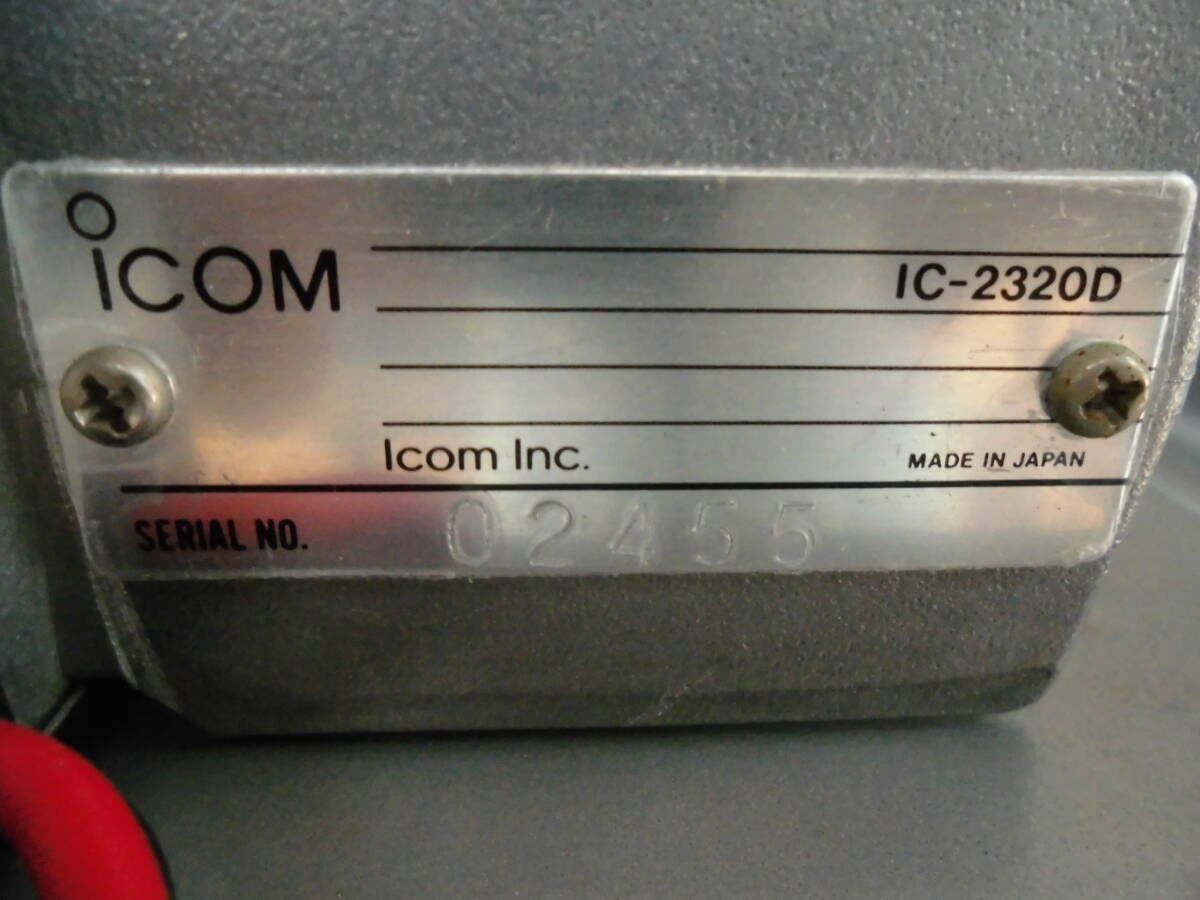 iCOM
IC-2320D
Icom Inc.
MADE IN JAPAN
SERIAL NO. 02455